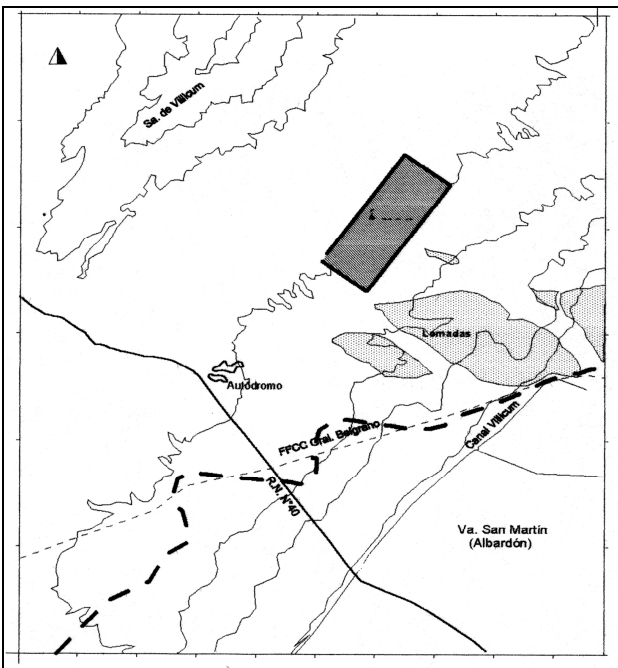 Sa. de Villicum
Lomadas
Autódromo
FFCC Gral. Belgrano
Canal Villicum
R.N. N°40
Va. San Martín
(Albardón)